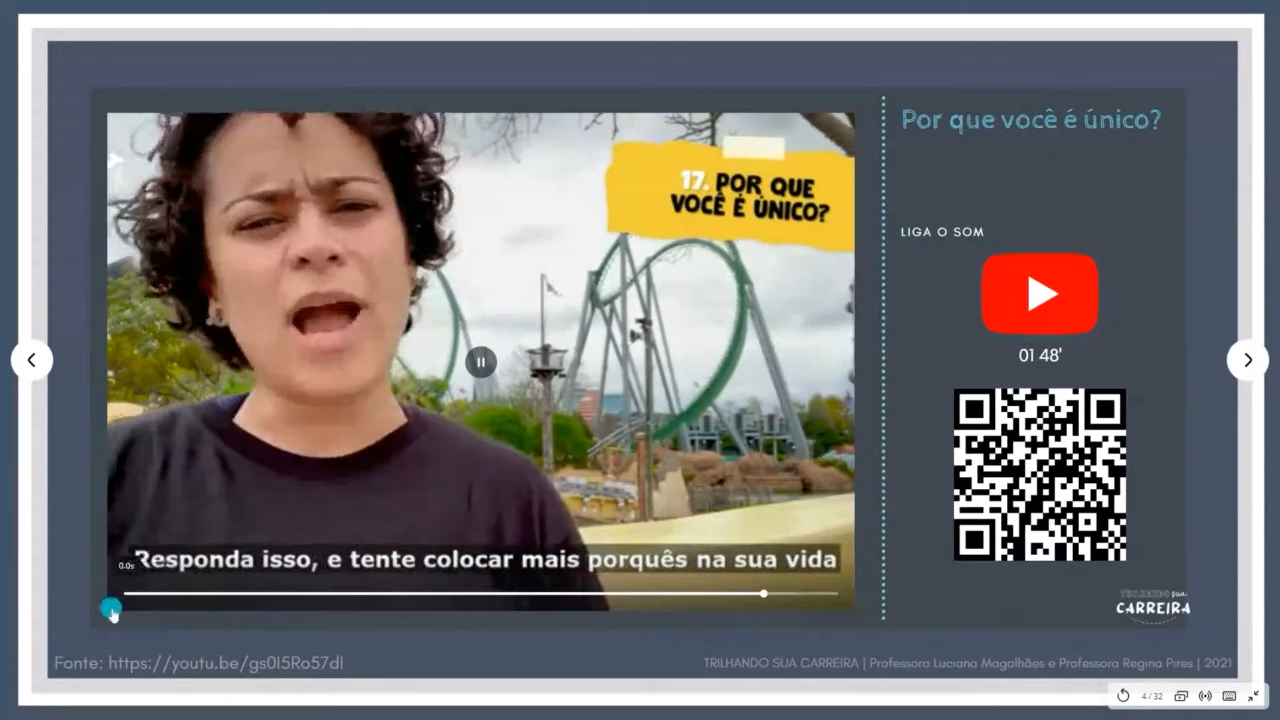 Por que você é único?
17. POR QUE
VOCÊ É ÚNICO?
LIGA O SOM
01 48'
Responda isso, e tente colocar mais porquês na sua vida
0.0s
TRILHANDO sua
CARREIRA
Fonte: https://youtu.be/gs0I5Ro57dI
TRILHANDO SUA CARREIRA | Professora Luciana Magalhães e Professora Regina Pires | 2021
4 / 32